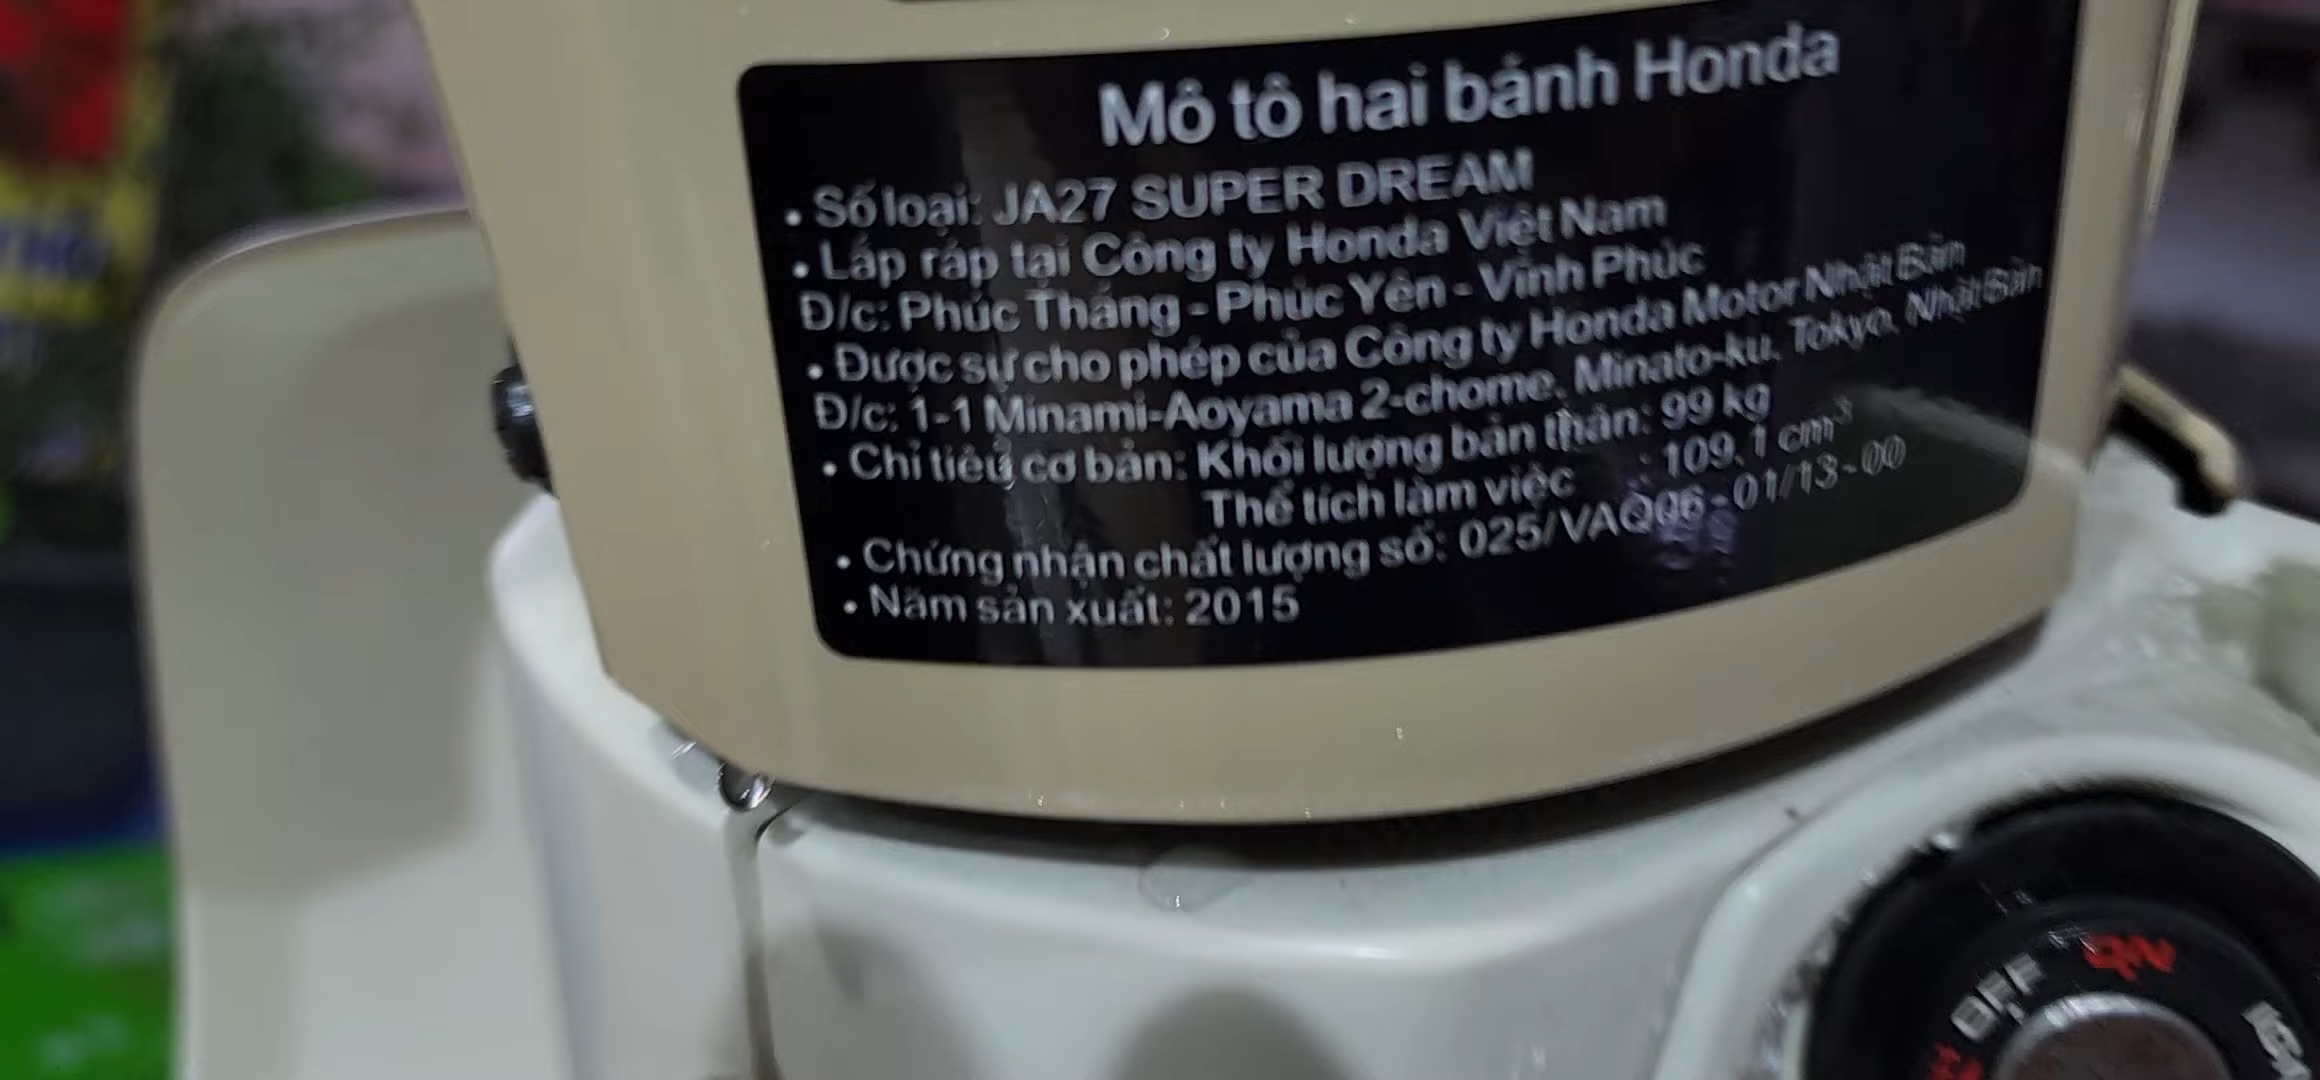 Mô tô hai bánh Honda
• Số loại: JA27 SUPER DREAM
• Lắp ráp tại Công ty Honda Việt Nam
Đ/c: Phúc Thắng - Phúc Yên - Vĩnh Phúc
• Được sự cho phép của Công ty Honda Motor Nhật Bản
Đ/c: 1-1 Minami-Aoyama 2-chome, Minato-ku, Tokyo, Nhật Bản
• Chỉ tiêu cơ bản: Khối lượng bản thân: 99 kg
Thể tích làm việc : 109,1 cm³
• Chứng nhận chất lượng số: 025/VAQ06-01/13-00
• Năm sản xuất: 2015
ON
OFF